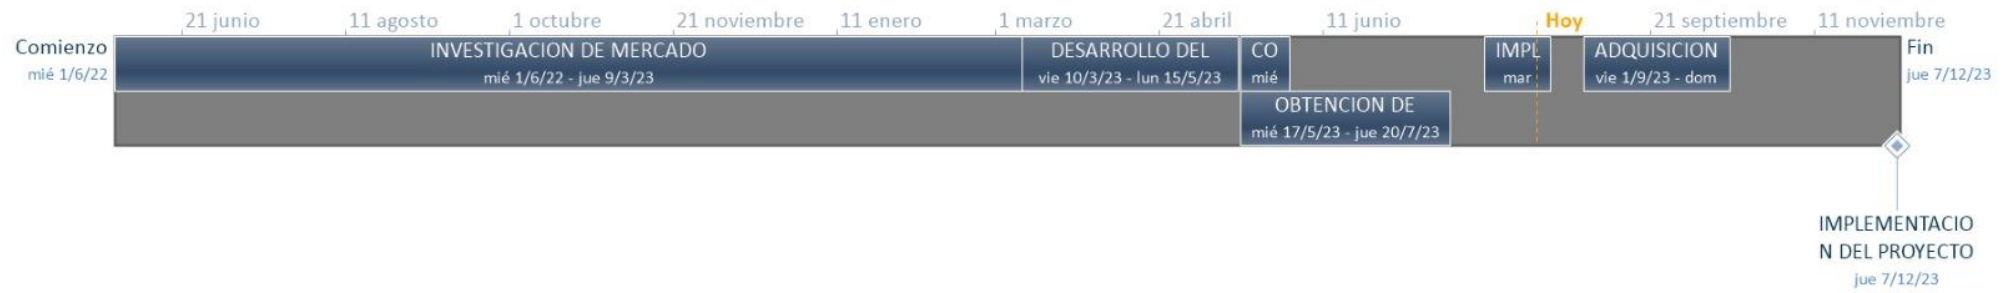 21 junio 11 agosto 1 octubre 21 noviembre 11 enero 1 marzo 21 abril 11 junio Hoy 21 septiembre 11 noviembre
Comienzo
mié 1/6/22
INVESTIGACION DE MERCADO
mié 1/6/22 - jue 9/3/23
DESARROLLO DEL
vie 10/3/23 - lun 15/5/23
CO
mié
IMPL
mar
ADQUISICION
vie 1/9/23 - dom
Fin
jue 7/12/23
OBTENCION DE
mié 17/5/23 - jue 20/7/23
IMPLEMENTACIO
N DEL PROYECTO
jue 7/12/23